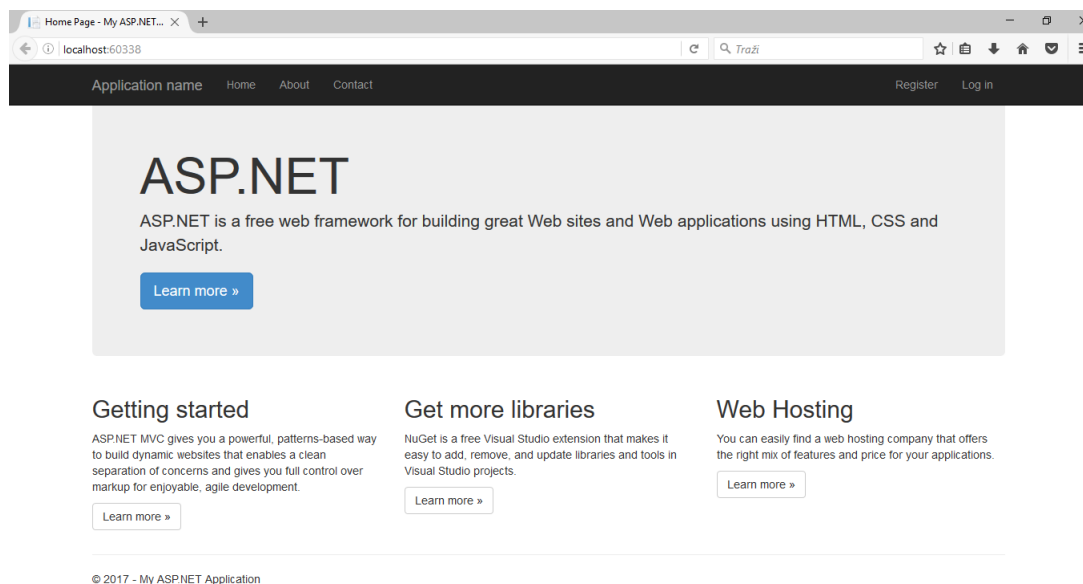 Home Page - My ASP.NET...
localhost:60338
Traži
Application name Home About Contact Register Log in
ASP.NET
ASP.NET is a free web framework for building great Web sites and Web applications using HTML, CSS and
JavaScript.
Learn more »
Getting started
ASP.NET MVC gives you a powerful, patterns-based way
to build dynamic websites that enables a clean
separation of concerns and gives you full control over
markup for enjoyable, agile development.
Learn more »
Get more libraries
NuGet is a free Visual Studio extension that makes it
easy to add, remove, and update libraries and tools in
Visual Studio projects.
Learn more »
Web Hosting
You can easily find a web hosting company that offers
the right mix of features and price for your applications.
Learn more »
© 2017 - My ASP.NET Application